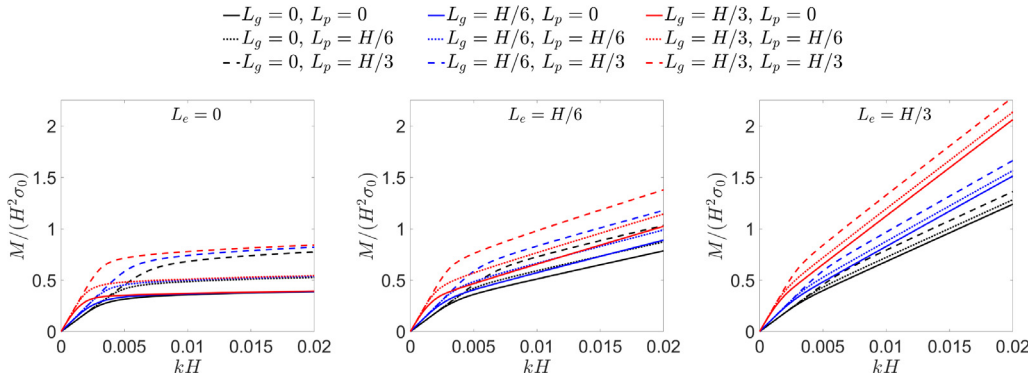 L_g = 0, L_p = 0
L_g = H/6, L_p = 0
L_g = H/3, L_p = 0
L_g = 0, L_p = H/6
L_g = H/6, L_p = H/6
L_g = H/3, L_p = H/6
L_g = 0, L_p = H/3
L_g = H/6, L_p = H/3
L_g = H/3, L_p = H/3
L_e = 0
M/(H²σ₀)
2
1.5
1
0.5
0
0 0.005 0.01 0.015 0.02
kH
L_e = H/6
M/(H²σ₀)
2
1.5
1
0.5
0
0 0.005 0.01 0.015 0.02
kH
L_e = H/3
M/(H²σ₀)
2
1.5
1
0.5
0
0 0.005 0.01 0.015 0.02
kH